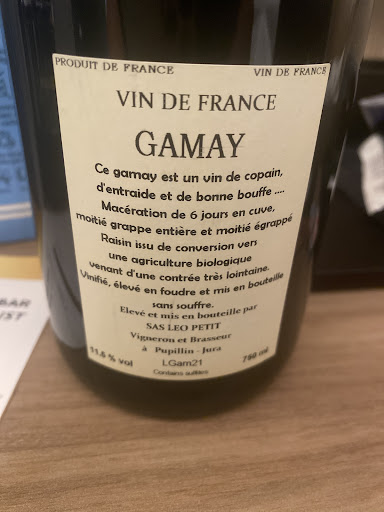 PRODUIT DE FRANCE VIN DE FRANCE
VIN DE FRANCE
GAMAY
Ce gamay est un vin de copain,
d'entraide et de bonne bouffe ....
Macération de 6 jours en cuve,
moitié grappe entière et moitié égrappé
Raisin issu de conversion vers
une agriculture biologique
venant d'une contrée très lointaine.
Vinifié, élevé en foudre et mis en bouteille
sans souffre.
Elevé et mis en bouteille par
SAS LEO PETIT
Vigneron et Brasseur
à Pupillin - Jura
11,5 % vol LGam21 750 ml
Contains sulfites
BAR
IST